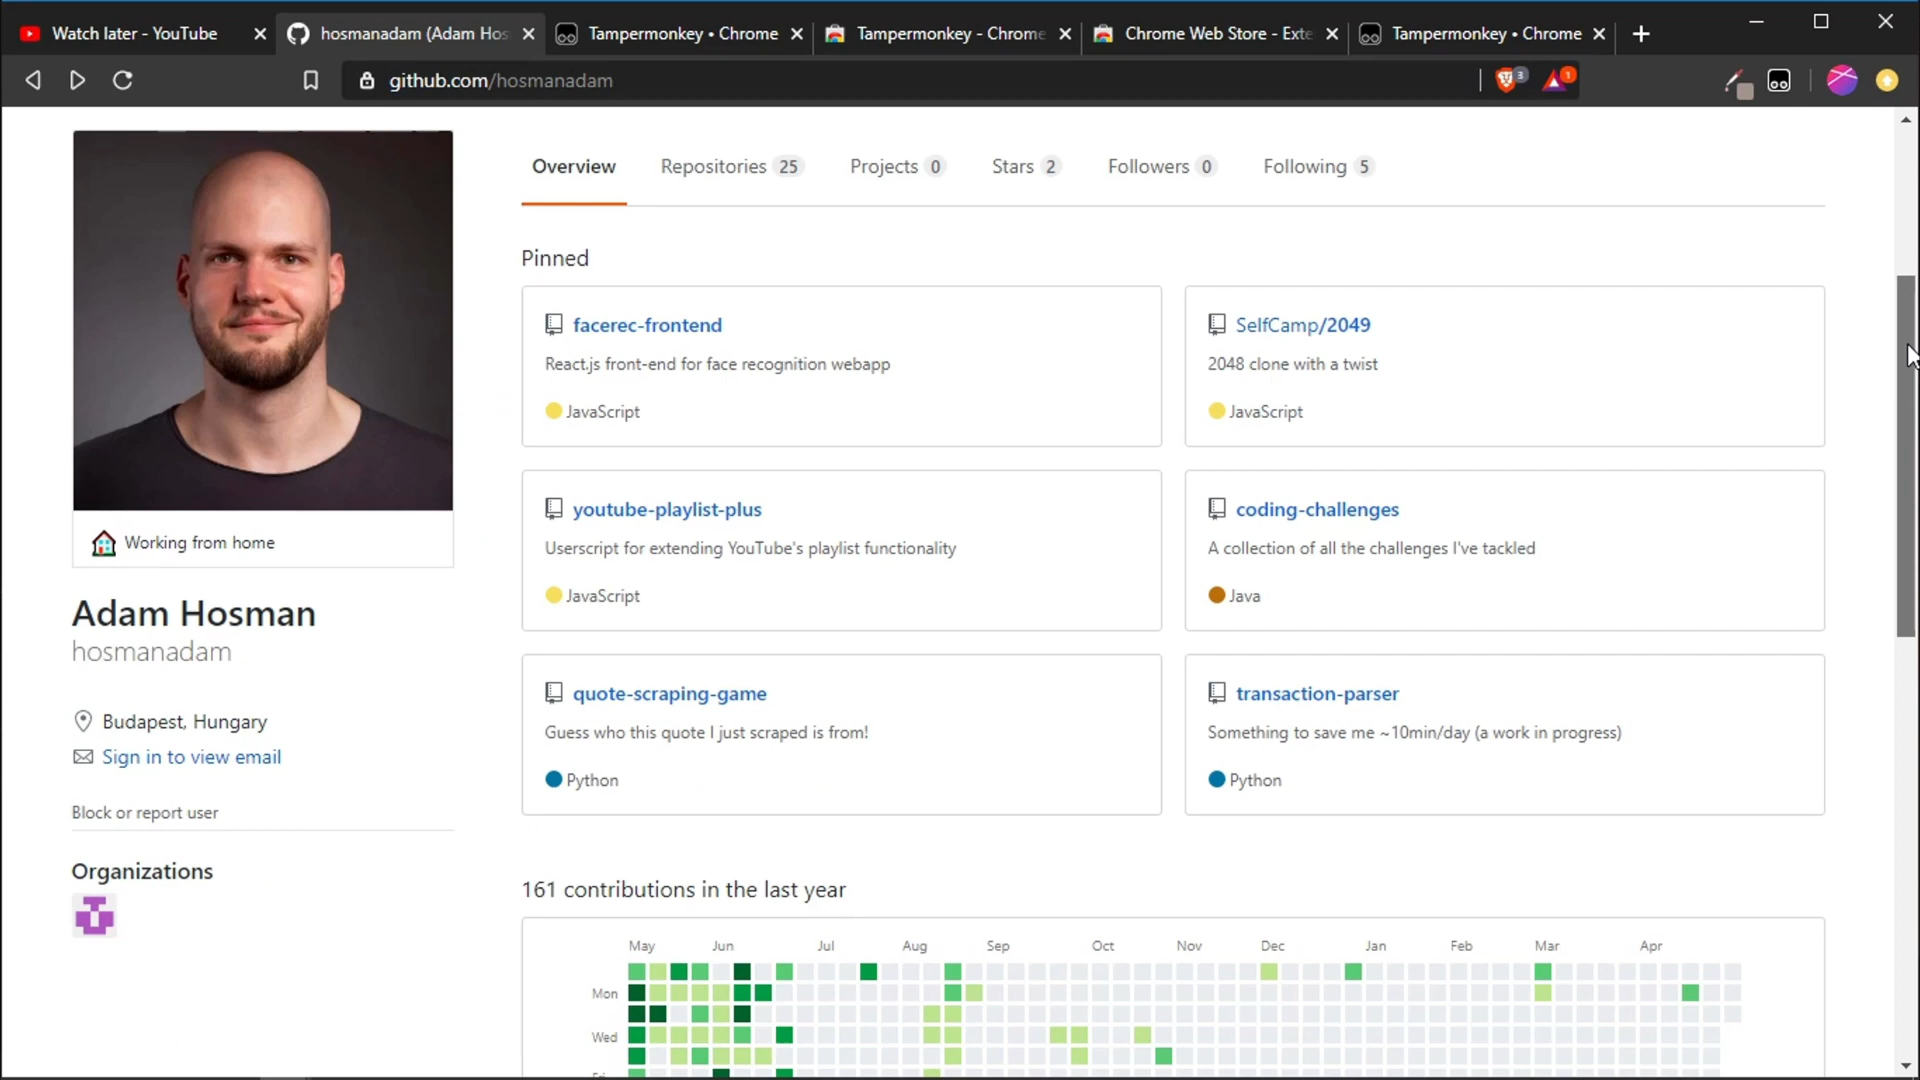 Watch later - YouTube
hosmanadam (Adam Hos
Tampermonkey • Chrome
Tampermonkey - Chrome
Chrome Web Store - Exte
Tampermonkey • Chrome
github.com/hosmanadam
3
1
Overview
Repositories 25
Projects 0
Stars 2
Followers 0
Following 5
Pinned
facerec-frontend
React.js front-end for face recognition webapp
JavaScript
SelfCamp/2049
2048 clone with a twist
JavaScript
youtube-playlist-plus
Userscript for extending YouTube's playlist functionality
JavaScript
coding-challenges
A collection of all the challenges I've tackled
Java
quote-scraping-game
Guess who this quote I just scraped is from!
Python
transaction-parser
Something to save me ~10min/day (a work in progress)
Python
Working from home
Adam Hosman
hosmanadam
Budapest, Hungary
Sign in to view email
Block or report user
Organizations
161 contributions in the last year
May Jun Jul Aug Sep Oct Nov Dec Jan Feb Mar Apr
Mon
Wed